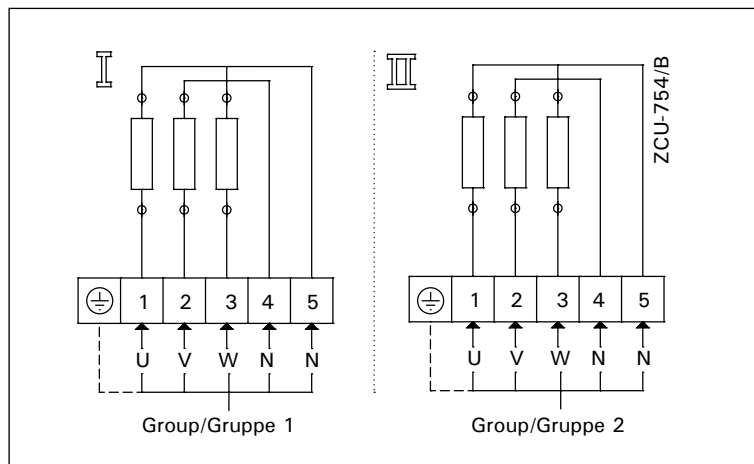 I
II
ZCU-754/B
1 2 3 4 5
1 2 3 4 5
U V W N N
U V W N N
Group/Gruppe 1
Group/Gruppe 2